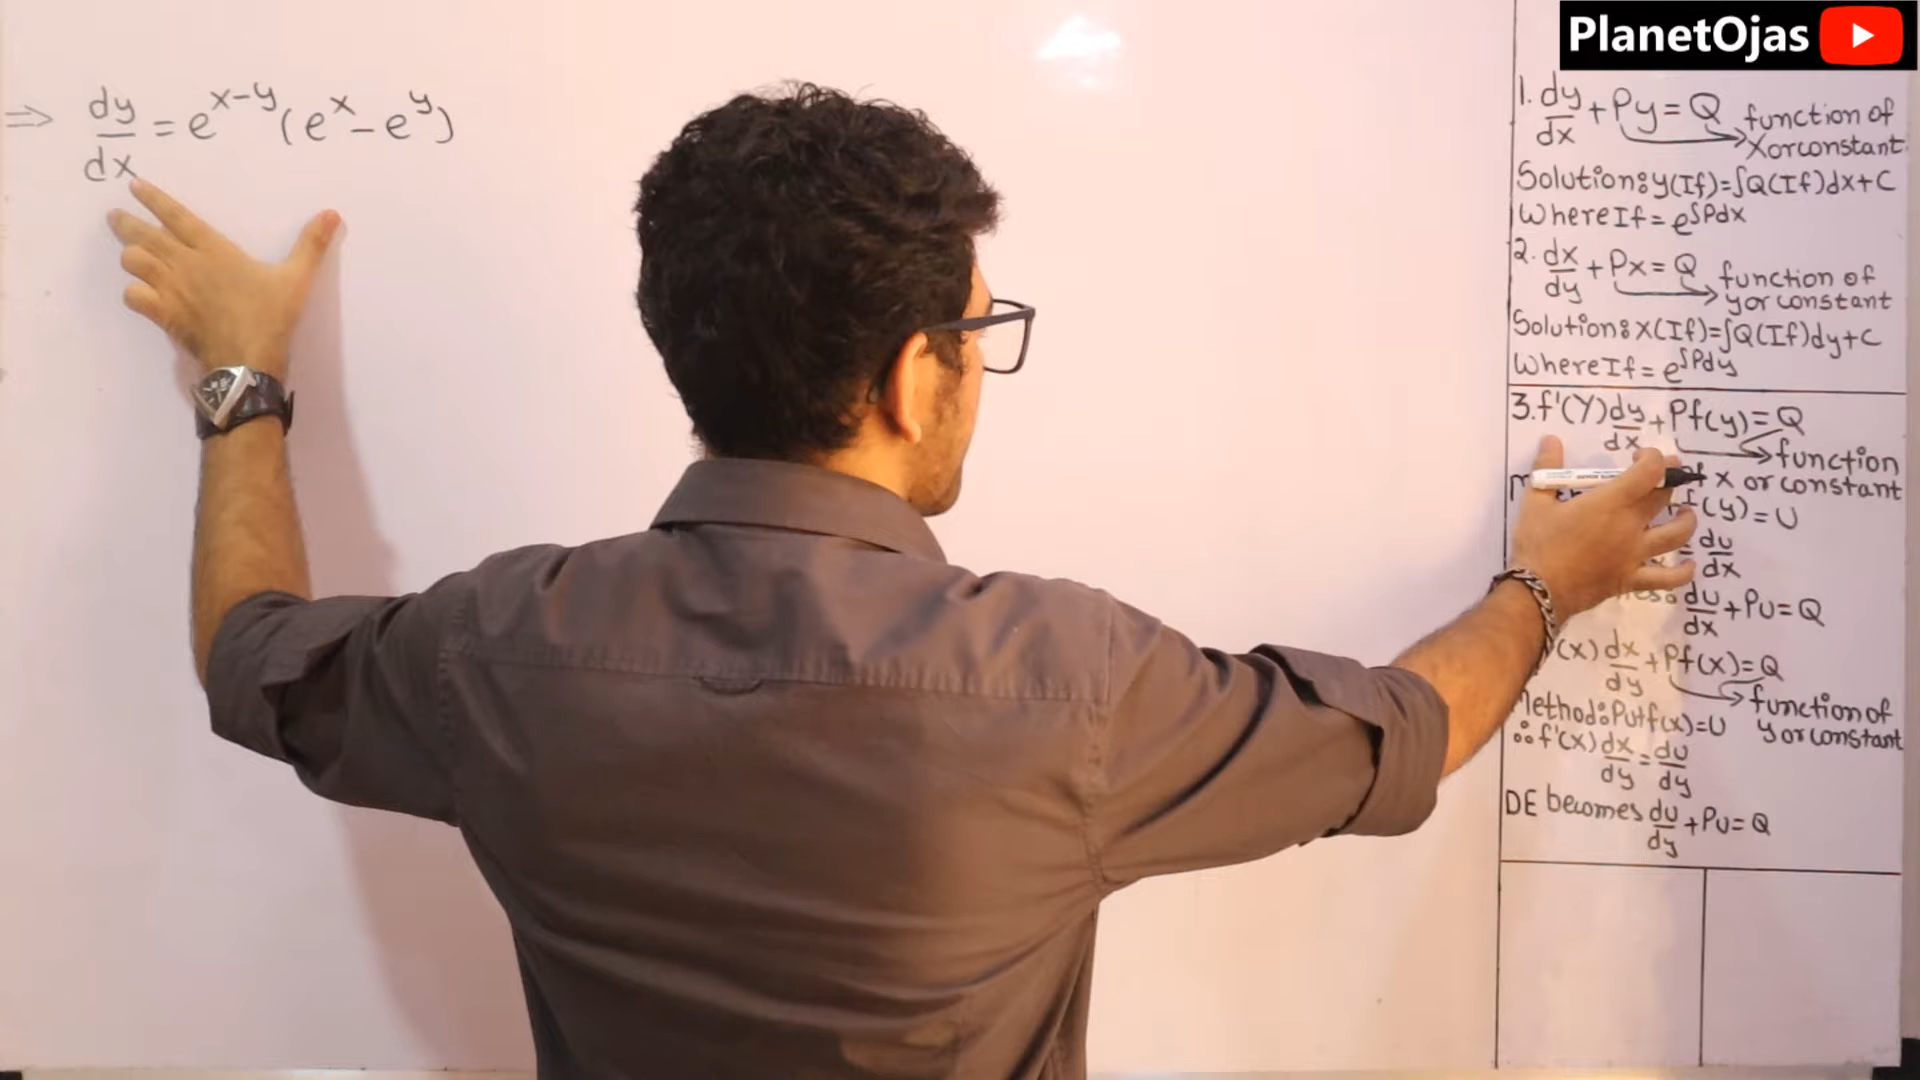 PlanetOjas
⇒ dy/dx = e^(x-y) (e^x - e^y)
1. dy/dx + Py = Q function of
X or constant
Solution: y(If) = ∫Q(If)dx + C
Where If = e^∫Pdx
2. dx/dy + Px = Q function of
y or constant
Solution: X(If) = ∫Q(If)dy + C
Where If = e^∫Pdy
3. f'(Y) dy/dx + Pf(y) = Q
function
of x or constant
f(y) = U
= du/dx
du/dx + PU = Q
(x) dx/dy + Pf(x) = Q
function of
Method: Put f(x) = U y or constant
∴ f'(x) dx/dy = du/dy
DE becomes du/dy + PU = Q